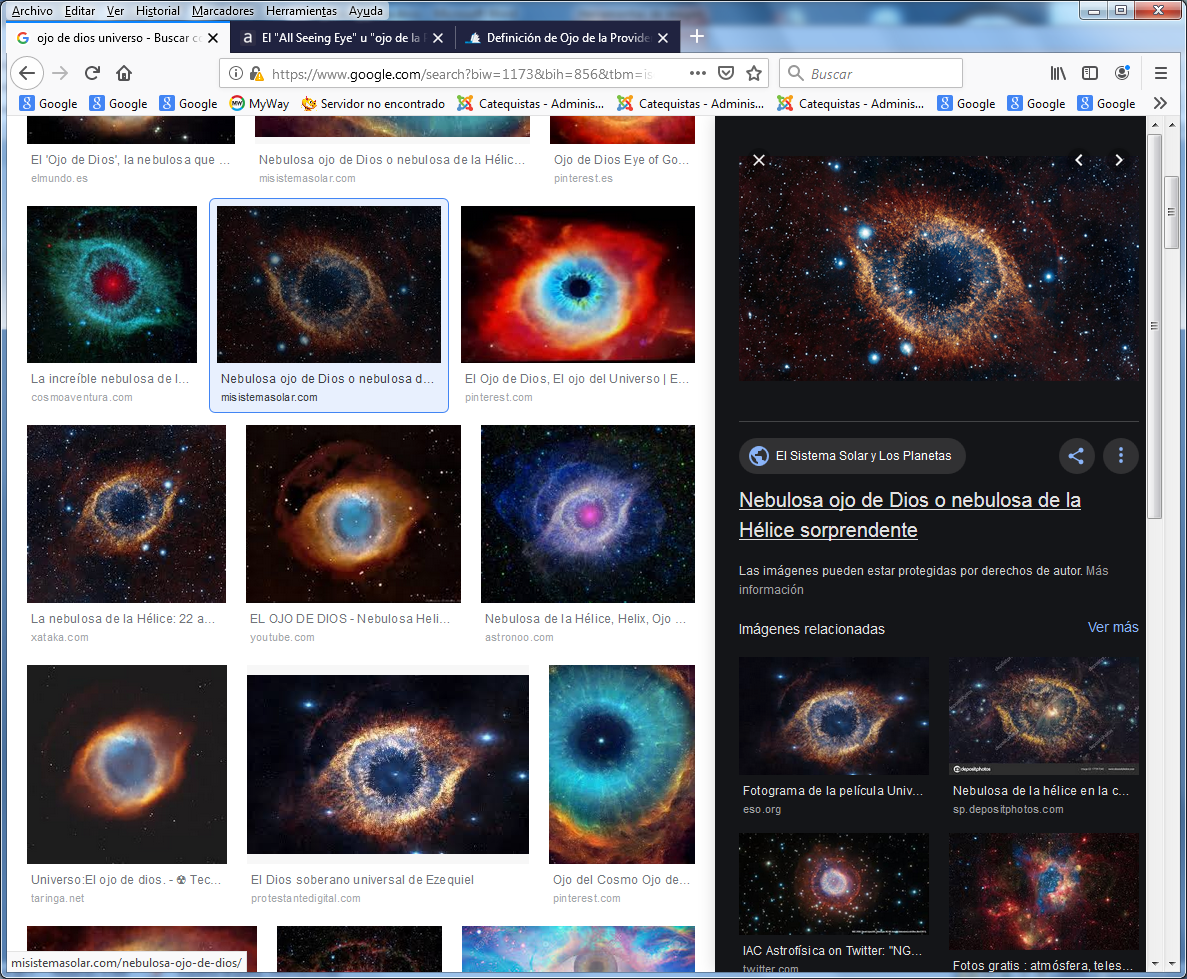 Archivo Editar Ver Historial Marcadores Herramientas Ayuda
ojo de dios universo - Buscar co
El "All Seeing Eye" u "ojo de la
Definición de Ojo de la Provide
https://www.google.com/search?biw=1173&bih=856&tbm=is
Buscar
Google Google Google MyWay Servidor no encontrado Catequistas - Adminis... Catequistas - Adminis... Catequistas - Adminis... Google Google Google
El 'Ojo de Dios', la nebulosa que ...
elmundo.es
Nebulosa ojo de Dios o nebulosa de la Hélic...
misistemasolar.com
Ojo de Dios Eye of Go...
pinterest.es
La increíble nebulosa de l...
cosmoaventura.com
Nebulosa ojo de Dios o nebulosa d...
misistemasolar.com
El Ojo de Dios, El ojo del Universo | E...
pinterest.com
La nebulosa de la Hélice: 22 a...
xataka.com
EL OJO DE DIOS - Nebulosa Heli...
youtube.com
Nebulosa de la Hélice, Helix, Ojo ...
astronoo.com
Universo:El ojo de dios. - ☢ Tec...
taringa.net
El Dios soberano universal de Ezequiel
protestantedigital.com
Ojo del Cosmo Ojo de...
pinterest.com
misistemasolar.com/nebulosa-ojo-de-dios/
El Sistema Solar y Los Planetas
Nebulosa ojo de Dios o nebulosa de la
Hélice sorprendente
Las imágenes pueden estar protegidas por derechos de autor. Más
información
Imágenes relacionadas
Ver más
Fotograma de la película Univ...
eso.org
depositphotos
Nebulosa de la hélice en la c...
sp.depositphotos.com
IAC Astrofísica on Twitter: "NG...
twitter.com
Fotos gratis : atmósfera, teles...